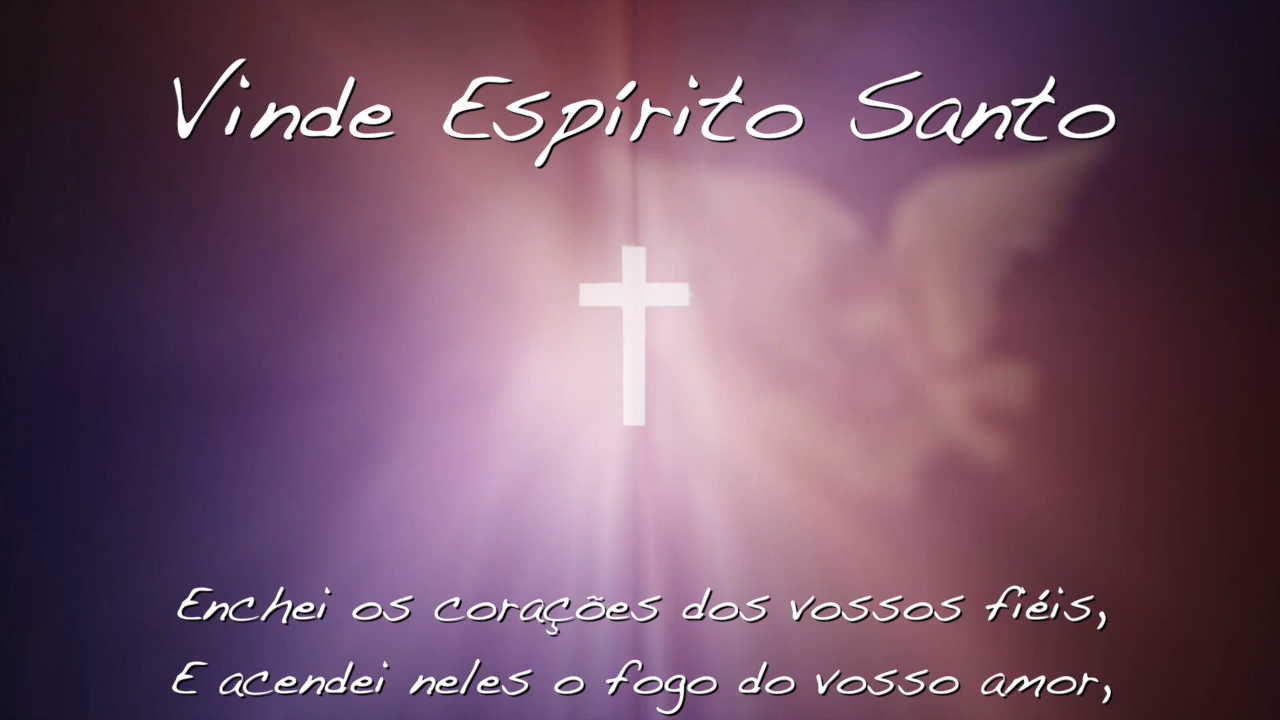 Vinde Espírito Santo
Enchei os corações dos vossos fiéis,
E acendei neles o fogo do vosso amor,